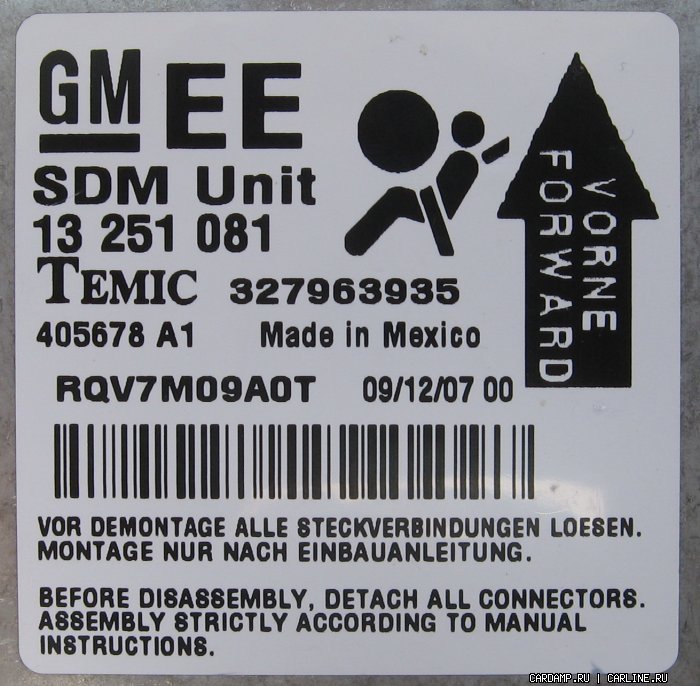 GM EE
SDM Unit
13 251 081
TEMIC 327963935
405678 A1 Made in Mexico
RQV7M09A0T 09/12/07 00
VORNE
FORWARD
VOR DEMONTAGE ALLE STECKVERBINDUNGEN LOESEN.
MONTAGE NUR NACH EINBAUANLEITUNG.
BEFORE DISASSEMBLY, DETACH ALL CONNECTORS.
ASSEMBLY STRICTLY ACCORDING TO MANUAL
INSTRUCTIONS.
CARDAMP.RU | CARLINE.RU